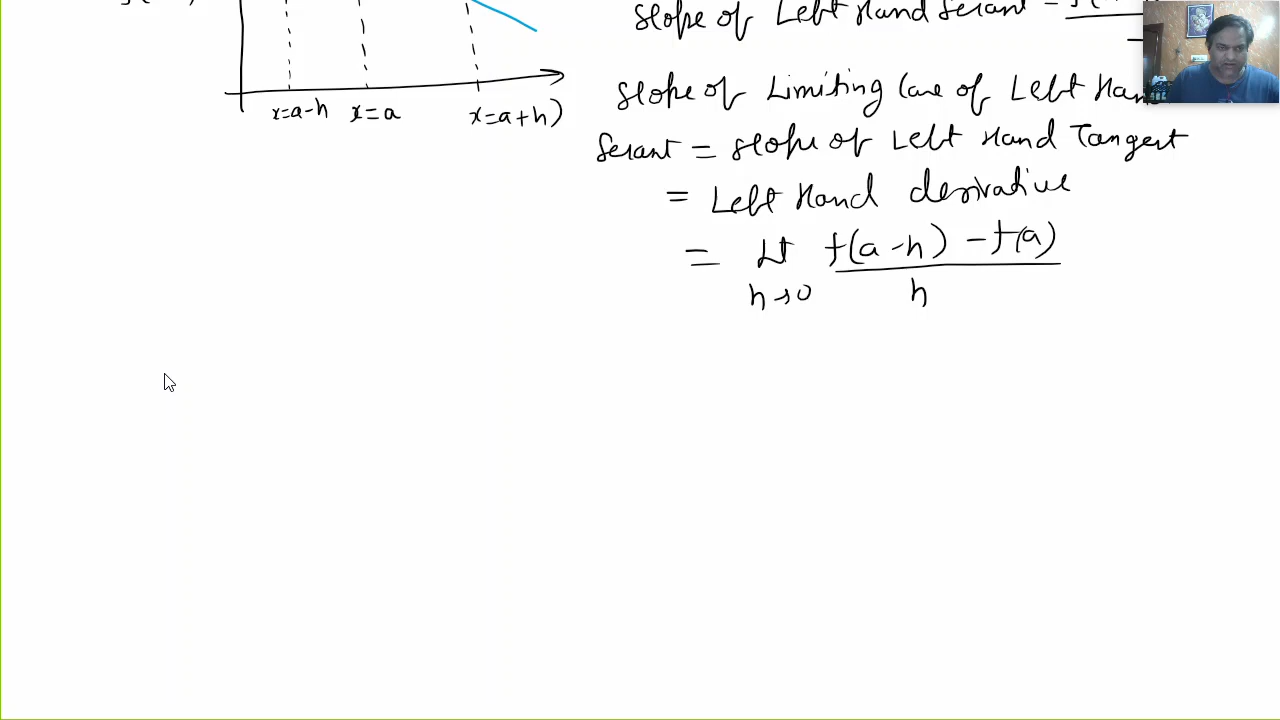 x=a-h x=a x=a+h)
Slope of Left Hand Secant =
Slope of Limiting Case of Left Hand
Secant = Slope of Left Hand Tangent
= Left Hand derivative
= Lt f(a-h) - f(a)
h→0 h